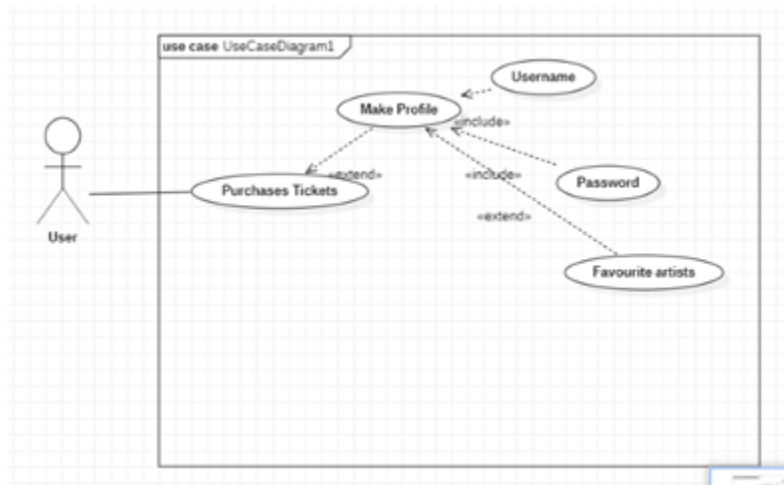 use case UseCaseDiagram1
Username
Make Profile
«include»
«extend»
«include»
Password
Purchases Tickets
«extend»
User
Favourite artists